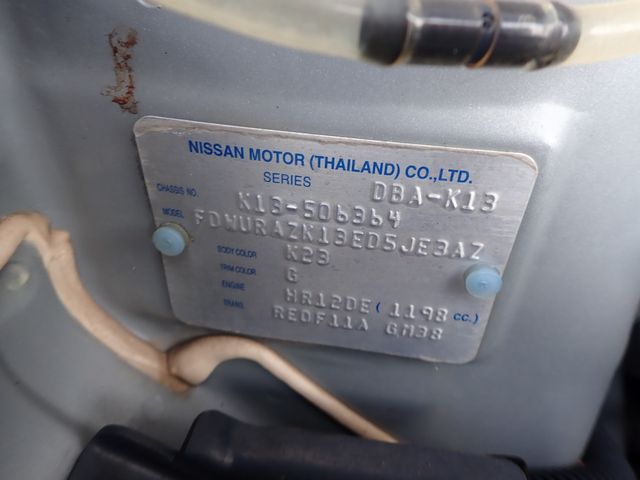 NISSAN MOTOR (THAILAND) CO.,LTD.
SERIES DBA-K13
CHASSIS NO. K13-506364
MODEL FDWURAZK13ED5JE3AZ
BODY COLOR K23
TRIM COLOR G
ENGINE HR12DE ( 1198 cc.)
TRANS. RE0F11A GM38